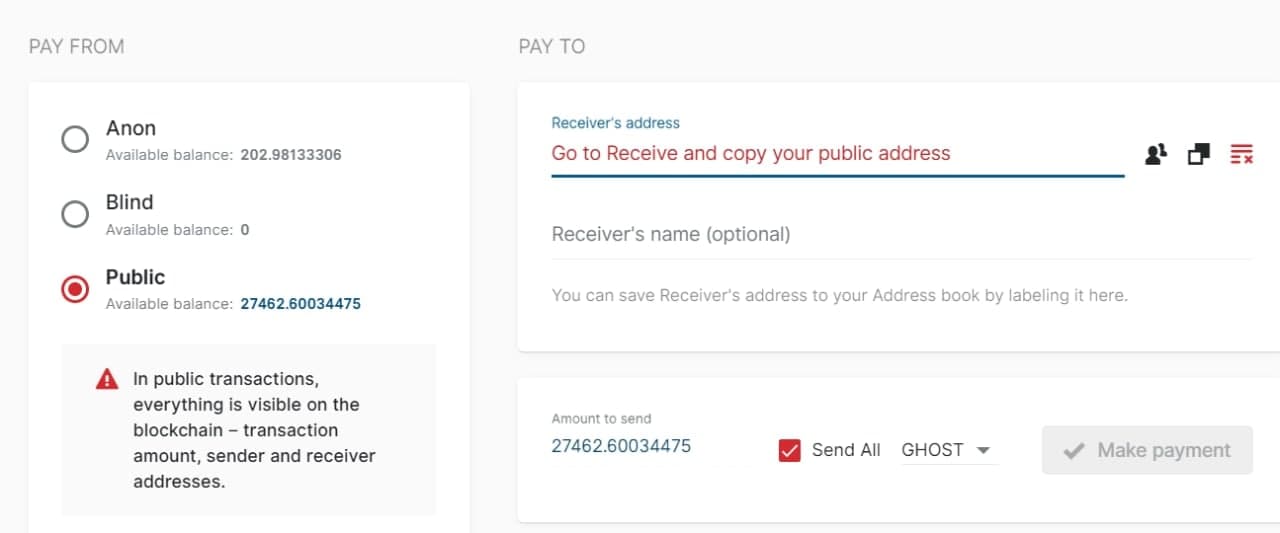 PAY FROM
Anon
Available balance: 202.98133306
Blind
Available balance: 0
Public
Available balance: 27462.60034475
In public transactions,
everything is visible on the
blockchain – transaction
amount, sender and receiver
addresses.
PAY TO
Receiver's address
Go to Receive and copy your public address
Receiver's name (optional)
You can save Receiver's address to your Address book by labeling it here.
Amount to send
27462.60034475
Send All
GHOST
Make payment